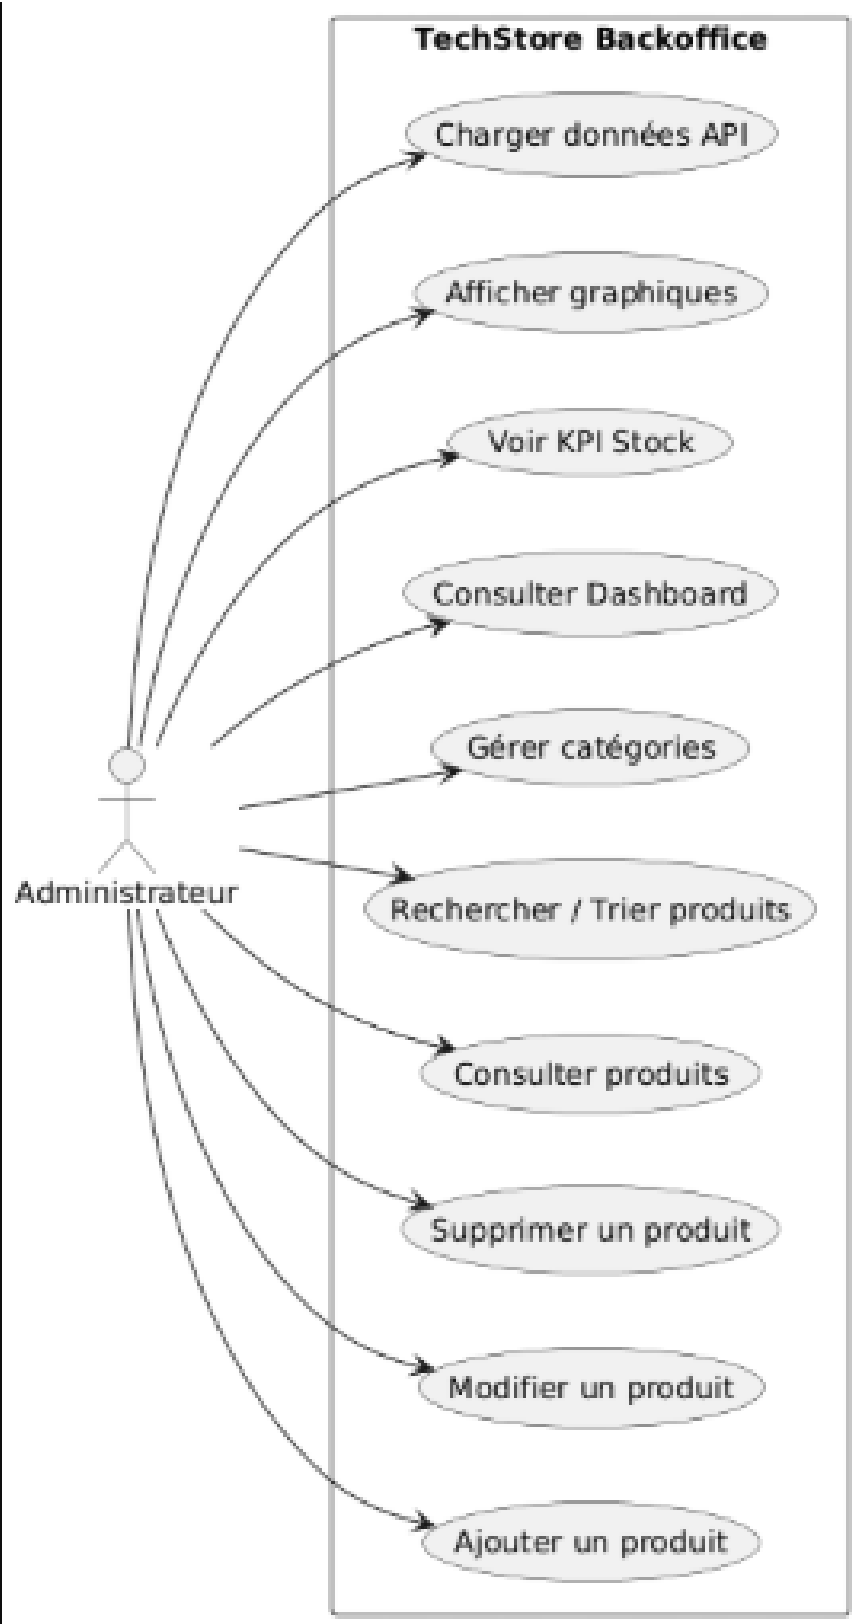 TechStore Backoffice
Charger données API
Afficher graphiques
Voir KPI Stock
Consulter Dashboard
Gérer catégories
Administrateur
Rechercher / Trier produits
Consulter produits
Supprimer un produit
Modifier un produit
Ajouter un produit